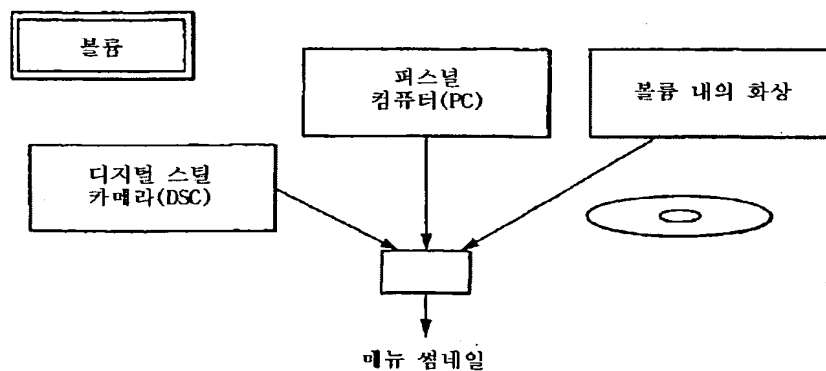 볼륨
퍼스널
컴퓨터(PC)
볼륨 내의 화상
디지털 스틸
카메라(DSC)
메뉴 썸네일